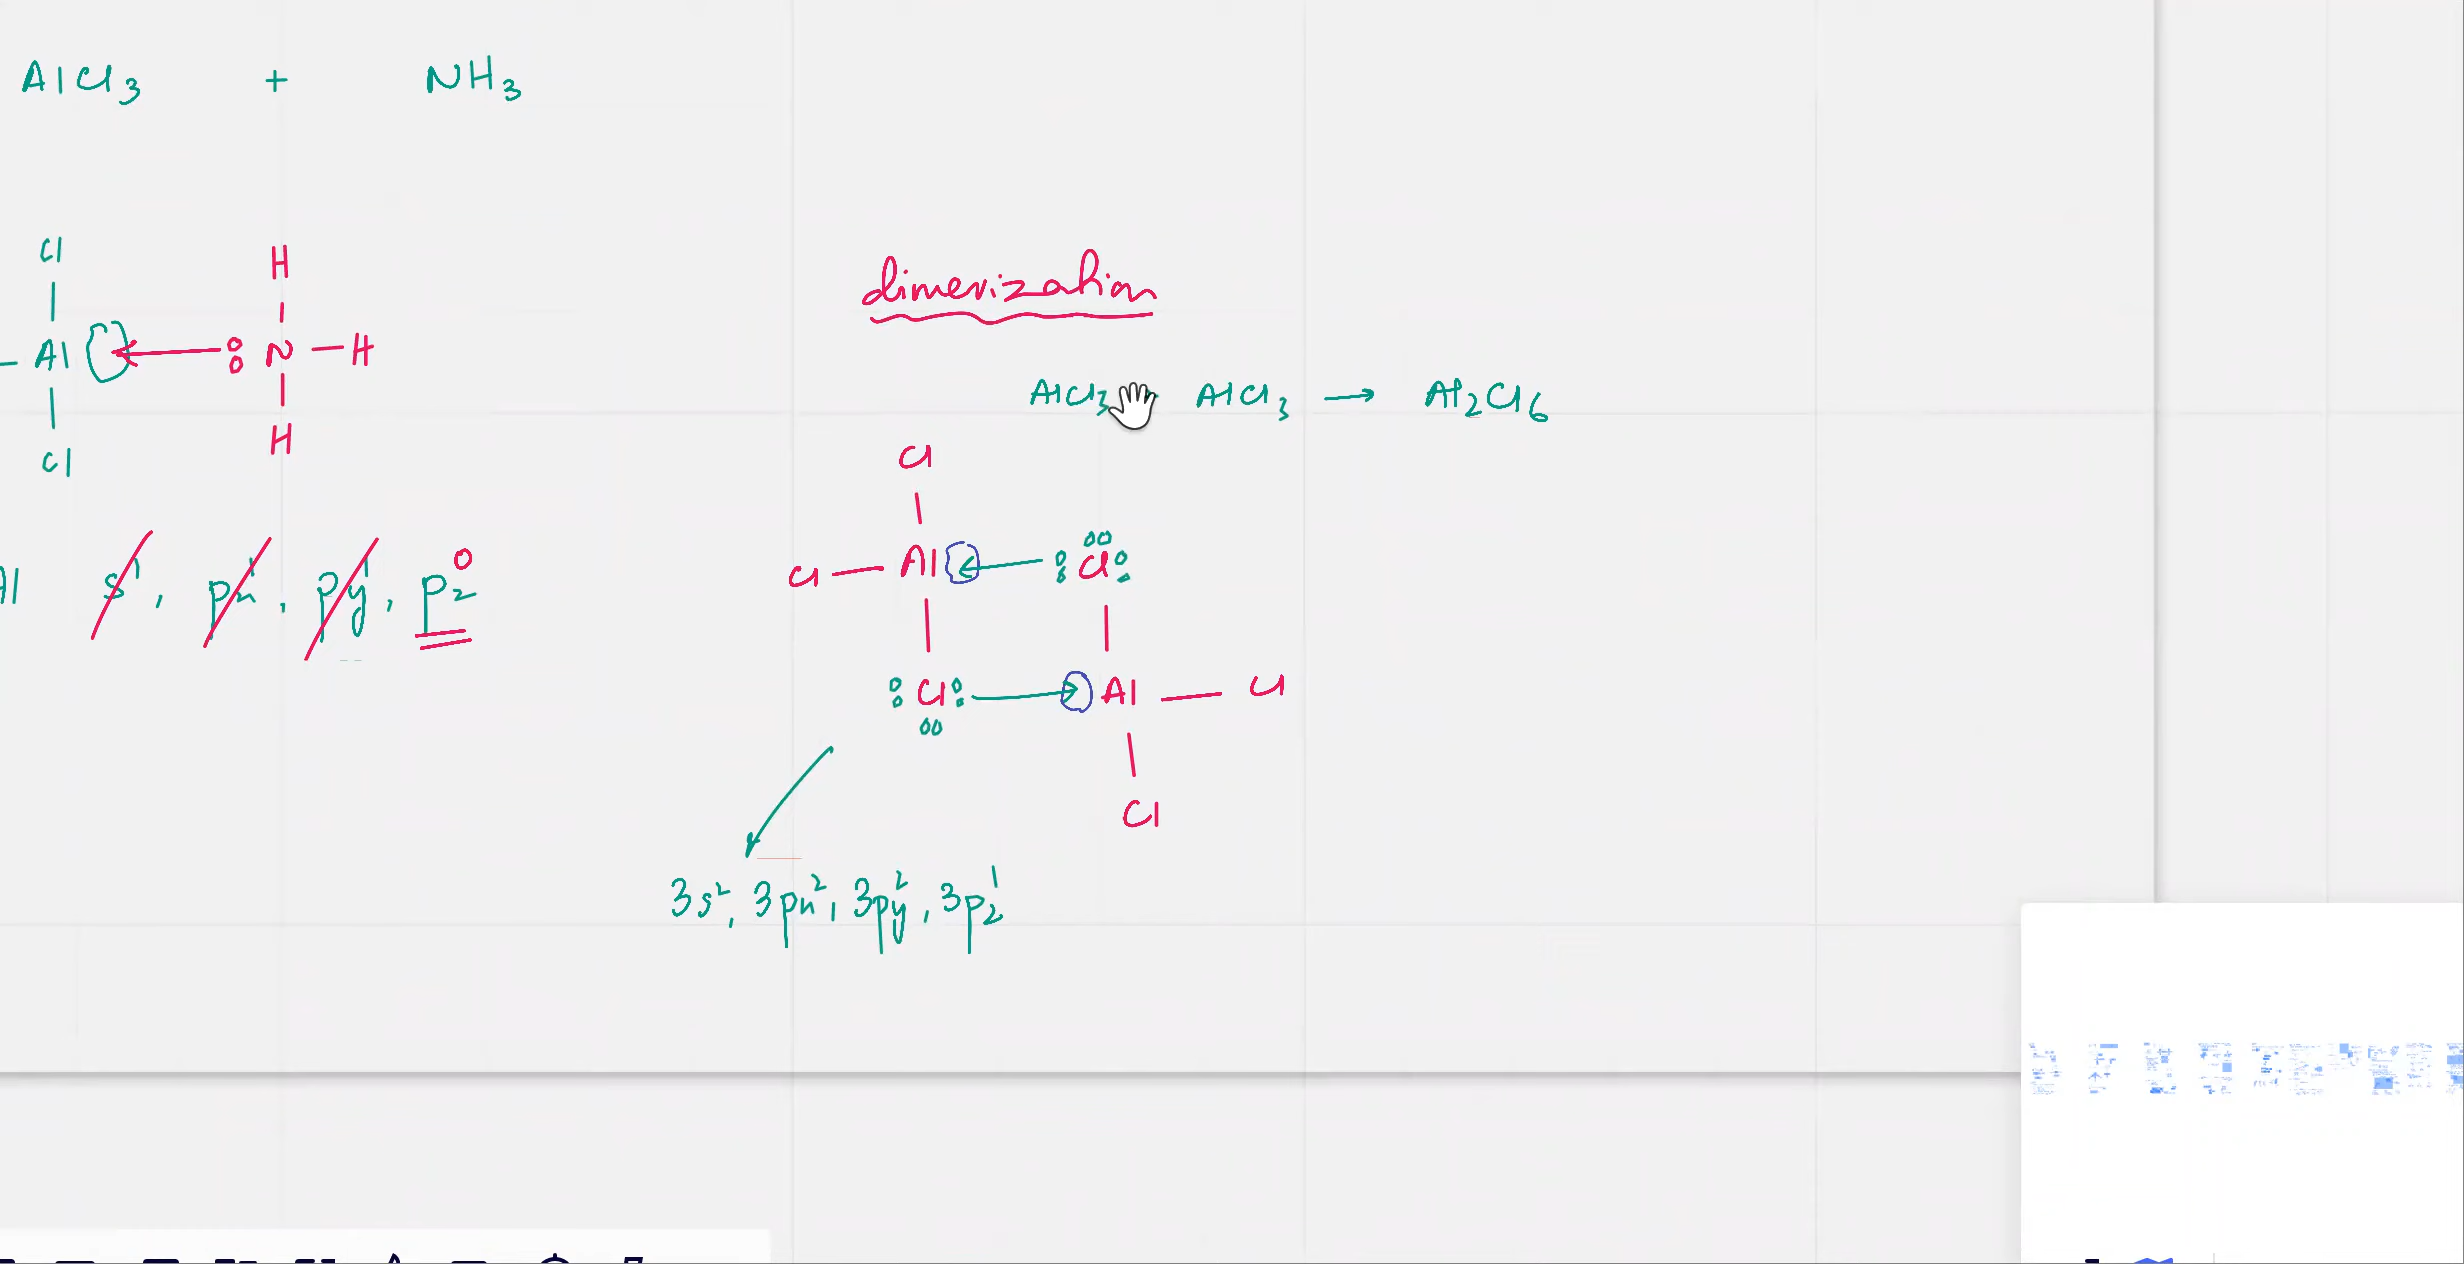 AlCl3 + NH3
Cl
H
Al N H
Cl
H
Al s¹, px¹, py¹, pz⁰
dimerization
AlCl3 AlCl3 → Al2Cl6
Cl
Cl Al Cl
Cl Al Cl
Cl
3s², 3px², 3py², 3pz¹